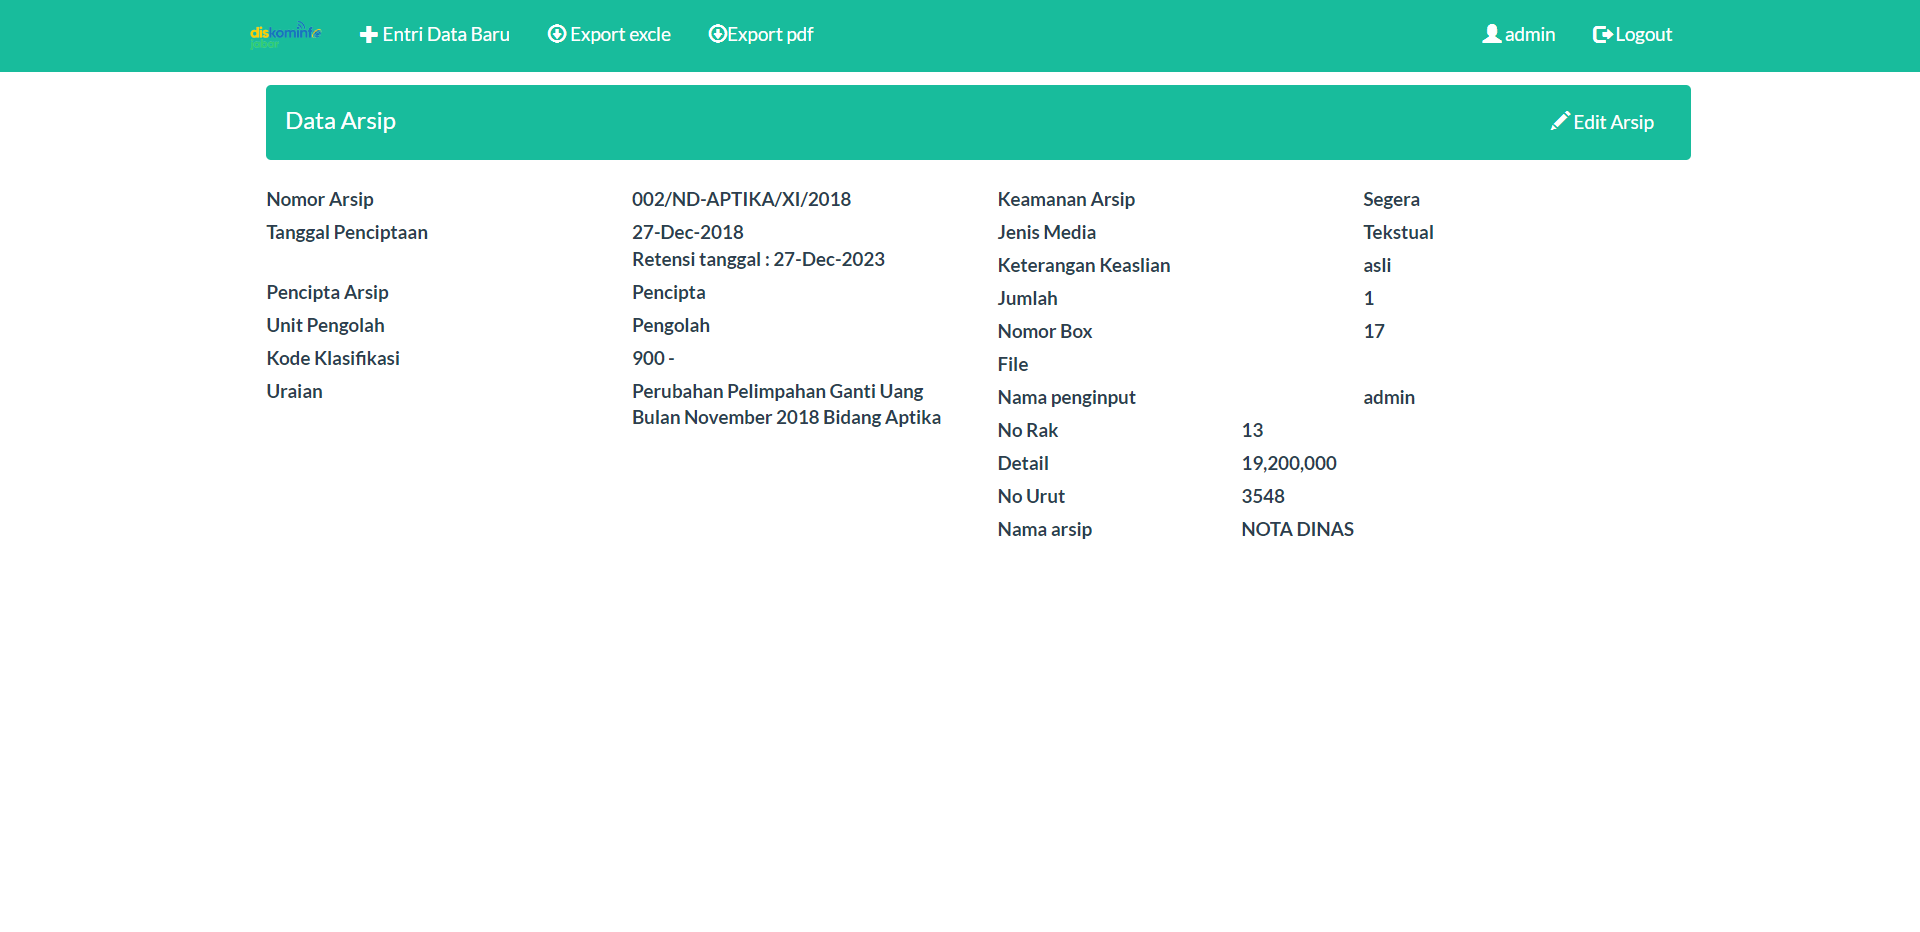 diskominfo
jabar
Entri Data Baru
Export excle
Export pdf
admin
Logout
Data Arsip
Edit Arsip
Nomor Arsip 002/ND-APTIKA/XI/2018
Tanggal Penciptaan 27-Dec-2018
Retensi tanggal : 27-Dec-2023
Pencipta Arsip Pencipta
Unit Pengolah Pengolah
Kode Klasifikasi 900 -
Uraian Perubahan Pelimpahan Ganti Uang
Bulan November 2018 Bidang Aptika
Keamanan Arsip Segera
Jenis Media Tekstual
Keterangan Keaslian asli
Jumlah 1
Nomor Box 17
File
Nama penginput admin
No Rak 13
Detail 19,200,000
No Urut 3548
Nama arsip NOTA DINAS